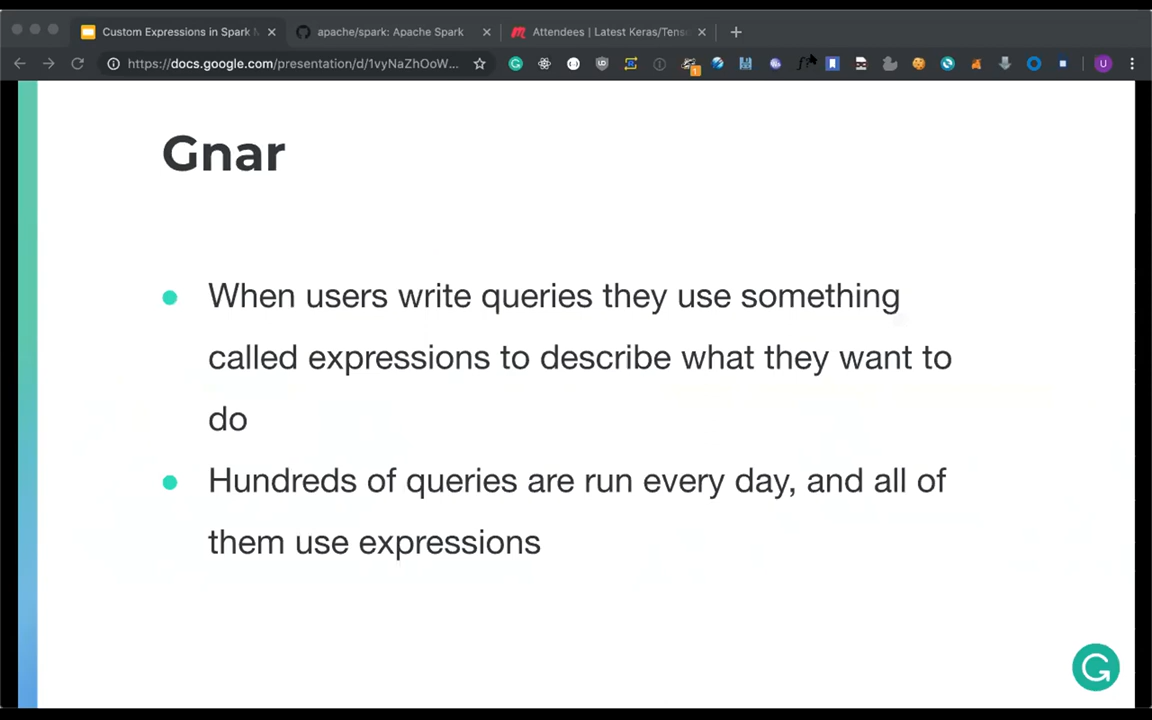 Custom Expressions in Spark
apache/spark: Apache Spark
Attendees | Latest Keras/Tens
https://docs.google.com/presentation/d/1vyNaZhOoW...
1
U
Gnar
When users write queries they use something
called expressions to describe what they want to
do
Hundreds of queries are run every day, and all of
them use expressions